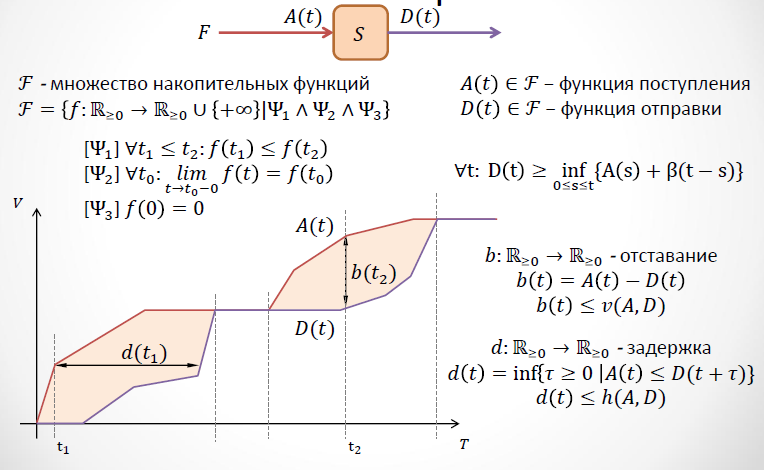 F A(t) S D(t)
ℱ - множество накопительных функций
ℱ = {f: ℝ≥0 → ℝ≥0 ∪ {+∞}|Ψ₁ ∧ Ψ₂ ∧ Ψ₃}
[Ψ₁] ∀t₁ ≤ t₂: f(t₁) ≤ f(t₂)
[Ψ₂] ∀t₀: lim t→t₀−0 f(t) = f(t₀)
[Ψ₃] f(0) = 0
A(t) ∈ ℱ – функция поступления
D(t) ∈ ℱ – функция отправки
∀t: D(t) ≥ inf 0≤s≤t {A(s) + β(t − s)}
V
A(t)
b(t₂)
D(t)
d(t₁)
t₁
t₂
T
b: ℝ≥0 → ℝ≥0 - отставание
b(t) = A(t) − D(t)
b(t) ≤ v(A, D)
d: ℝ≥0 → ℝ≥0 - задержка
d(t) = inf{τ ≥ 0 |A(t) ≤ D(t + τ)}
d(t) ≤ h(A, D)